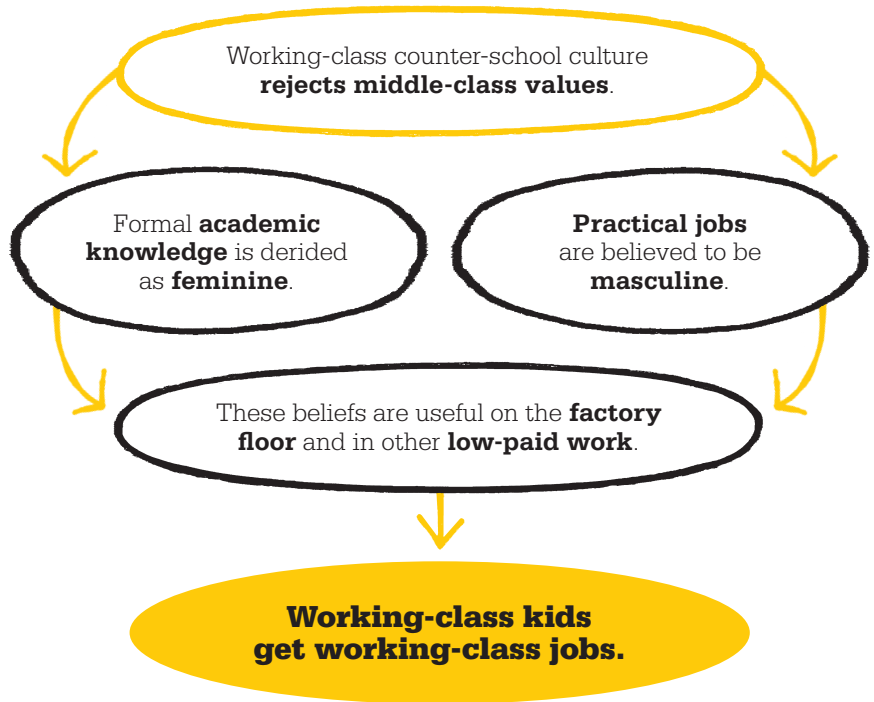 Working-class counter-school culture
rejects middle-class values.
Formal academic
knowledge is derided
as feminine.
Practical jobs
are believed to be
masculine.
These beliefs are useful on the factory
floor and in other low-paid work.
Working-class kids
get working-class jobs.